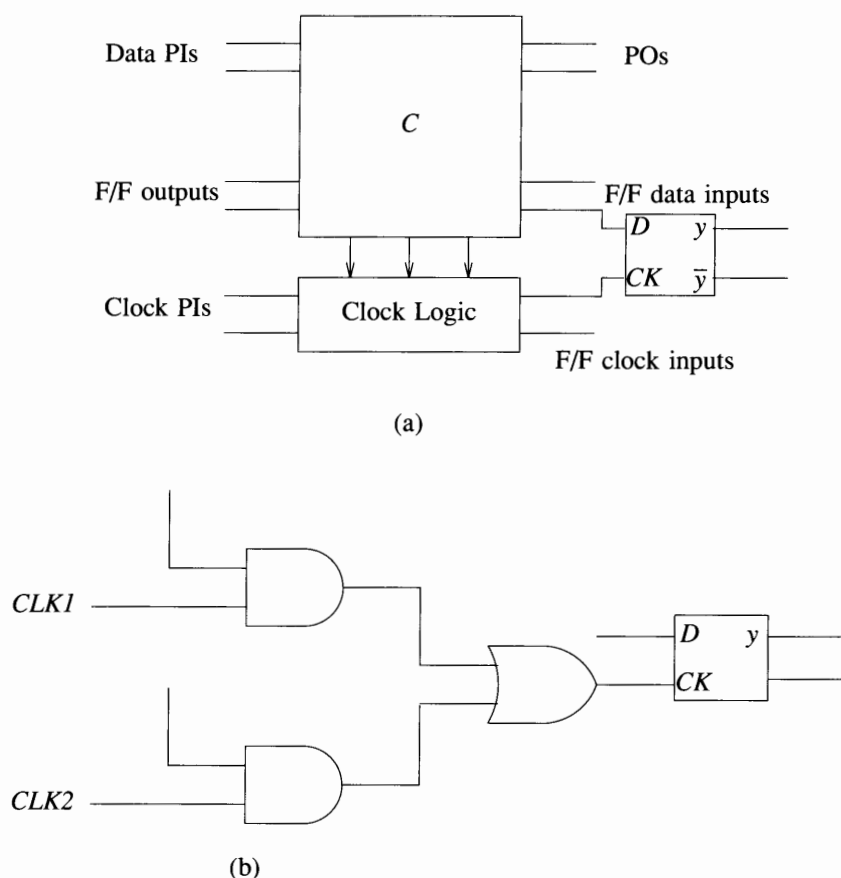 Data PIs
POs
C
F/F outputs
F/F data inputs
D y
CK y̅
Clock PIs
Clock Logic
F/F clock inputs
(a)
CLK1
D y
CK
CLK2
(b)